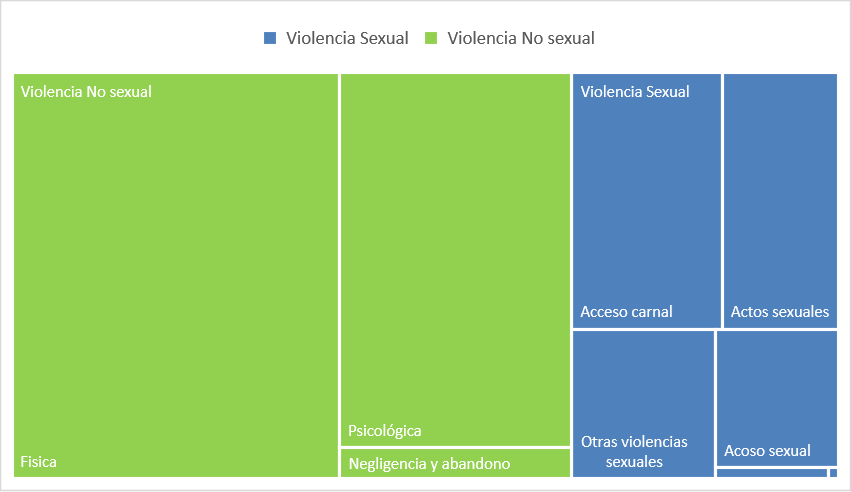 Violencia Sexual
Violencia No sexual
Violencia No sexual
Fisica
Psicológica
Negligencia y abandono
Violencia Sexual
Acceso carnal
Actos sexuales
Otras violencias
sexuales
Acoso sexual